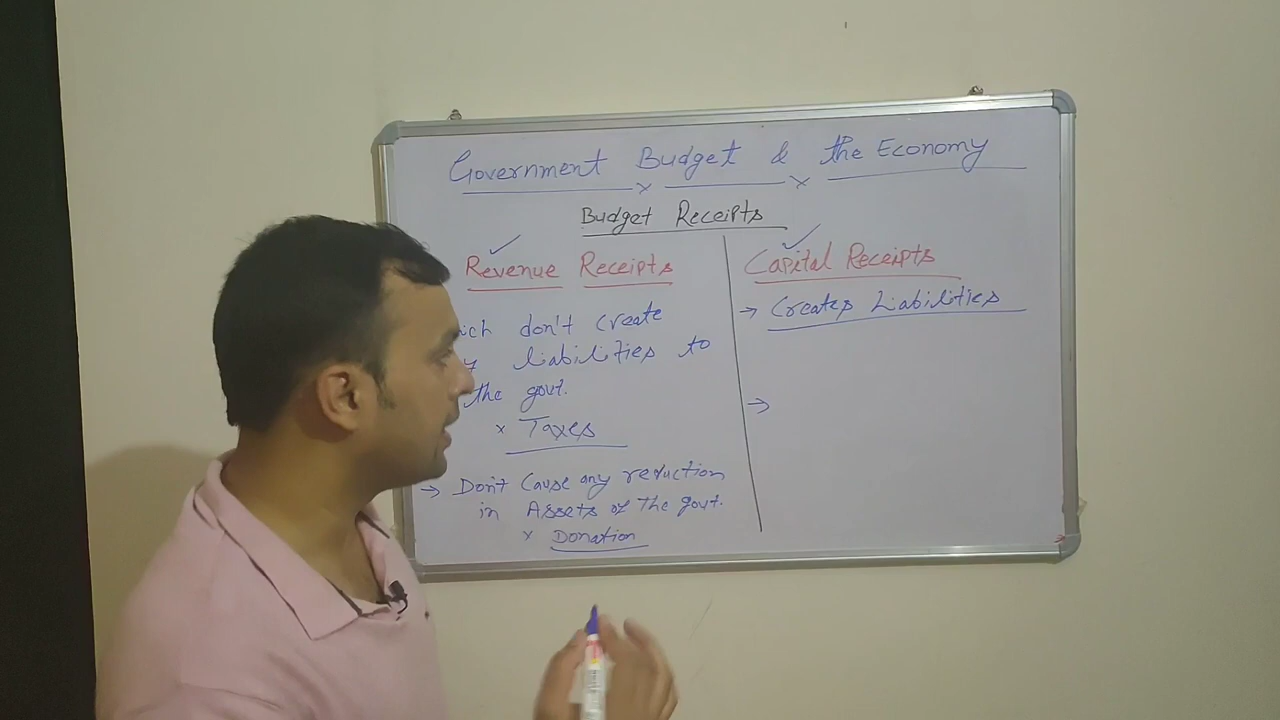 Government Budget & the Economy
Budget Receipts
Revenue Receipts
don't create
liabilities to
the govt.
x Taxes
→ Don't Cause any reduction
in Assets of the govt.
x Donation
Capital Receipts
→ Creates Liabilities
→